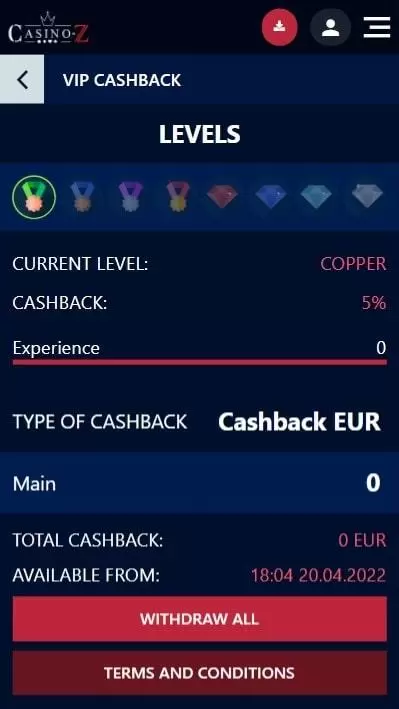 CASINO-Z
VIP CASHBACK
LEVELS
CURRENT LEVEL: COPPER
CASHBACK: 5%
Experience 0
TYPE OF CASHBACK Cashback EUR
Main 0
TOTAL CASHBACK: 0 EUR
AVAILABLE FROM: 18:04 20.04.2022
WITHDRAW ALL
TERMS AND CONDITIONS